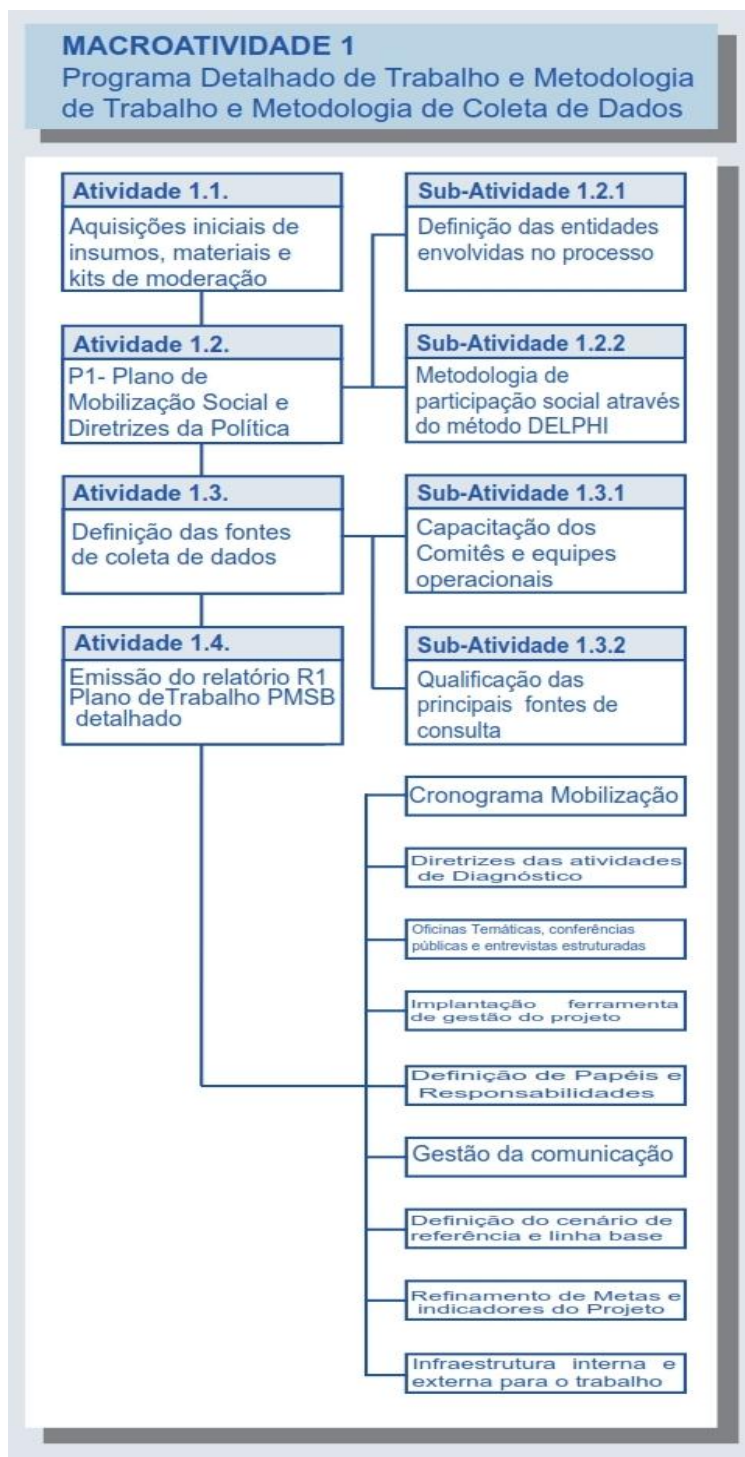 MACROATIVIDADE 1
Programa Detalhado de Trabalho e Metodologia
de Trabalho e Metodologia de Coleta de Dados
Atividade 1.1.
Aquisições iniciais de
insumos, materiais e
kits de moderação
Sub-Atividade 1.2.1
Definição das entidades
envolvidas no processo
Atividade 1.2.
P1- Plano de
Mobilização Social e
Diretrizes da Política
Sub-Atividade 1.2.2
Metodologia de
participação social através
do método DELPHI
Atividade 1.3.
Definição das fontes
de coleta de dados
Sub-Atividade 1.3.1
Capacitação dos
Comitês e equipes
operacionais
Atividade 1.4.
Emissão do relatório R1
Plano deTrabalho PMSB
detalhado
Sub-Atividade 1.3.2
Qualificação das
principais fontes de
consulta
Cronograma Mobilização
Diretrizes das atividades
de Diagnóstico
Oficinas Temáticas, conferências
públicas e entrevistas estruturadas
Implantação ferramenta
de gestão do projeto
Definição de Papéis e
Responsabilidades
Gestão da comunicação
Definição do cenário de
referência e linha base
Refinamento de Metas e
indicadores do Projeto
Infraestrutura interna e
externa para o trabalho